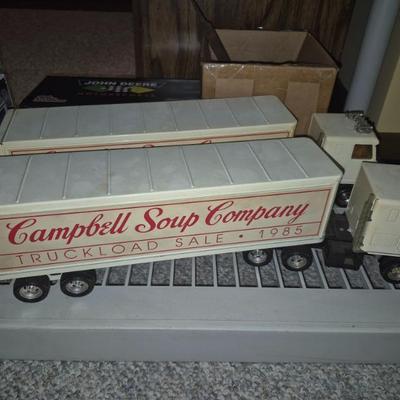 JOHN DEERE
Campbell Soup Company
TRUCKLOAD SALE • 1985